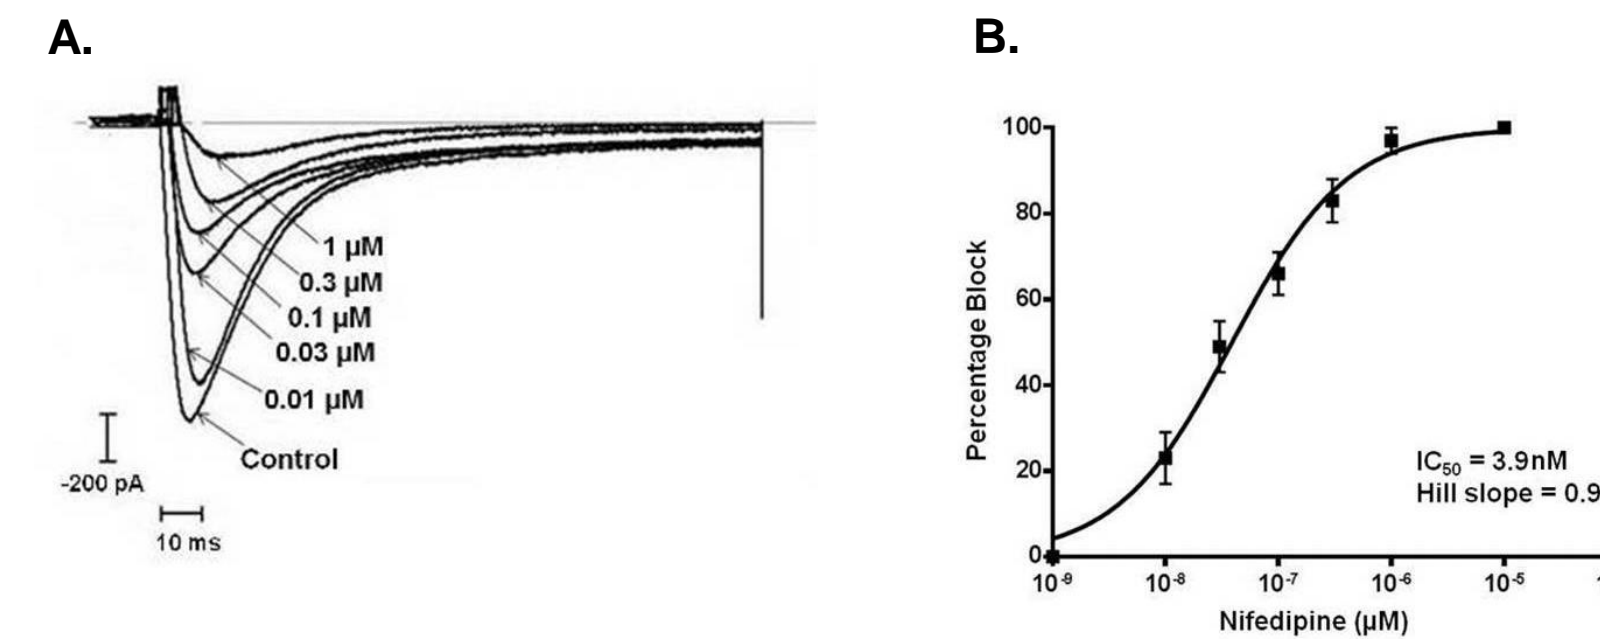 A.
1 µM
0.3 µM
0.1 µM
0.03 µM
0.01 µM
Control
-200 pA
10 ms
B.
Percentage Block
100
80
60
40
20
0
IC50 = 3.9nM
Hill slope = 0.9
10-9
10-8
10-7
10-6
10-5
Nifedipine (µM)